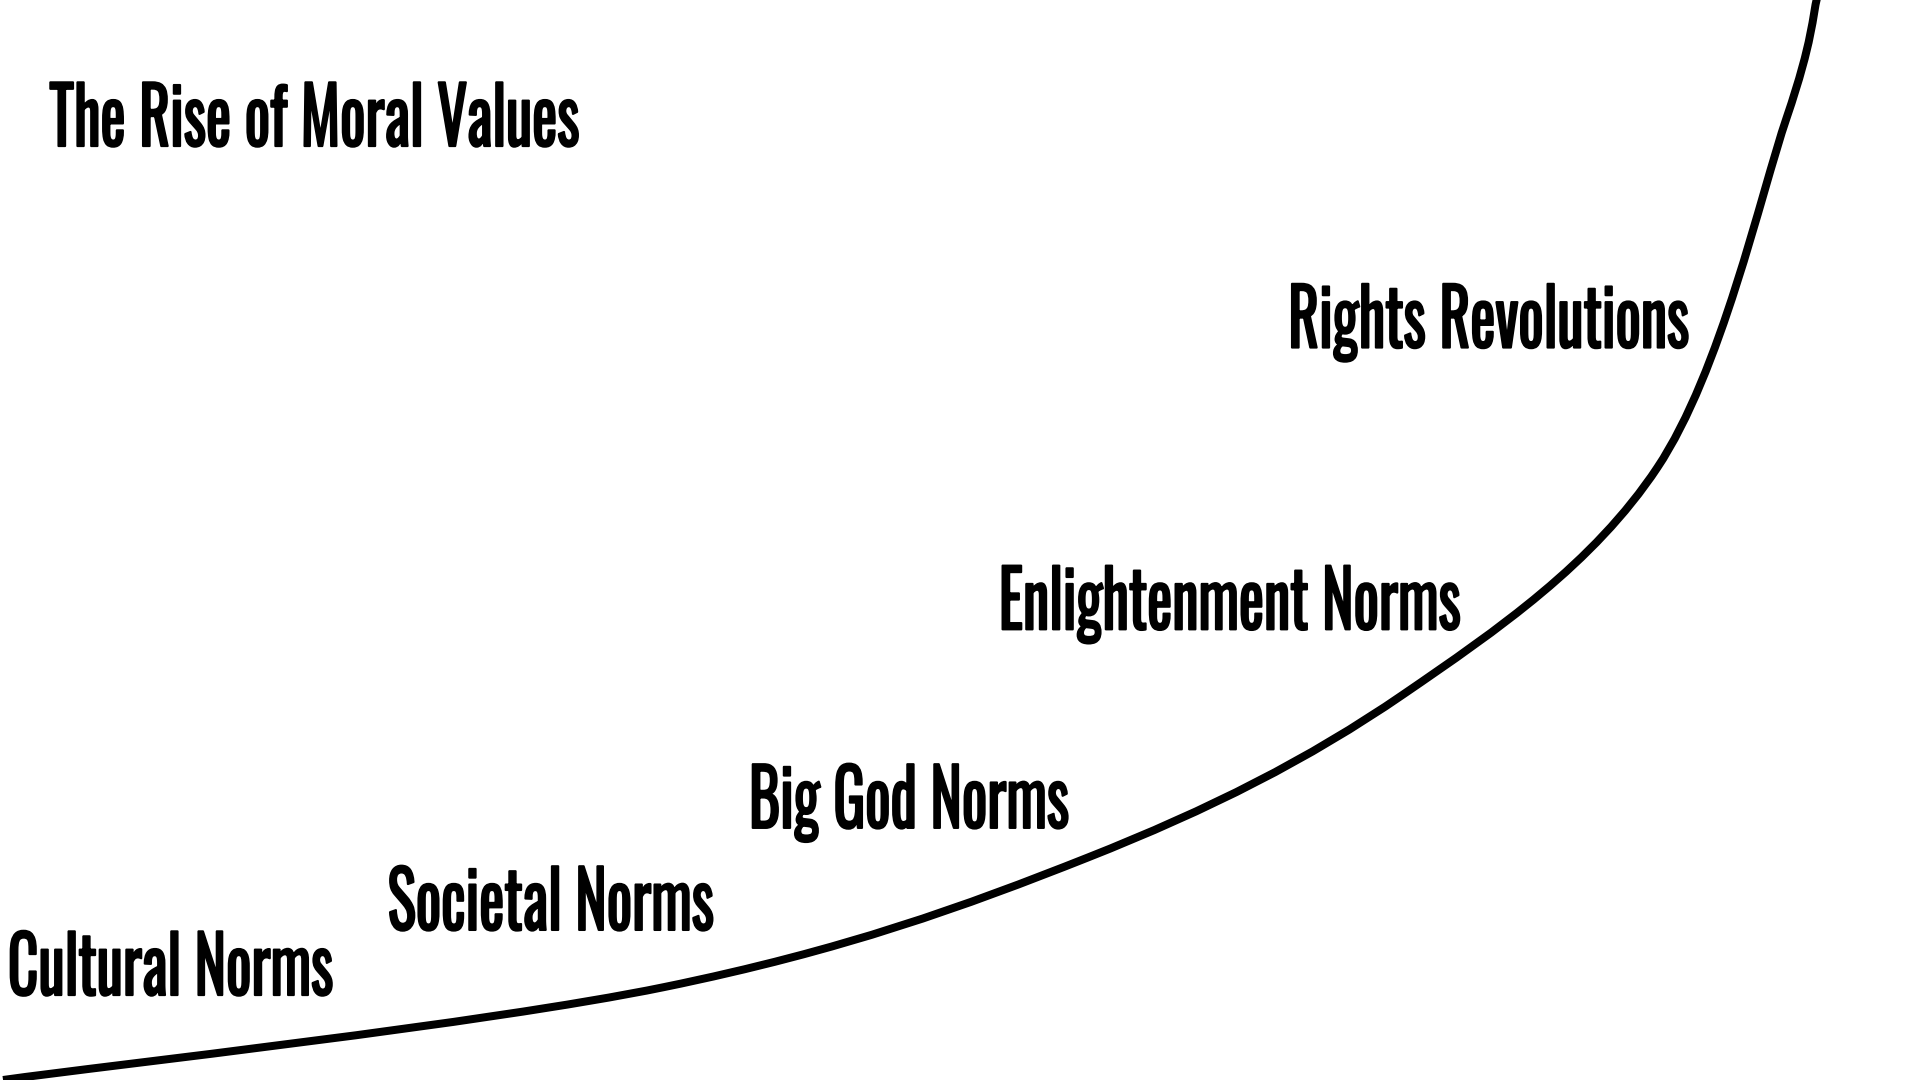 The Rise of Moral Values
Rights Revolutions
Enlightenment Norms
Big God Norms
Societal Norms
Cultural Norms